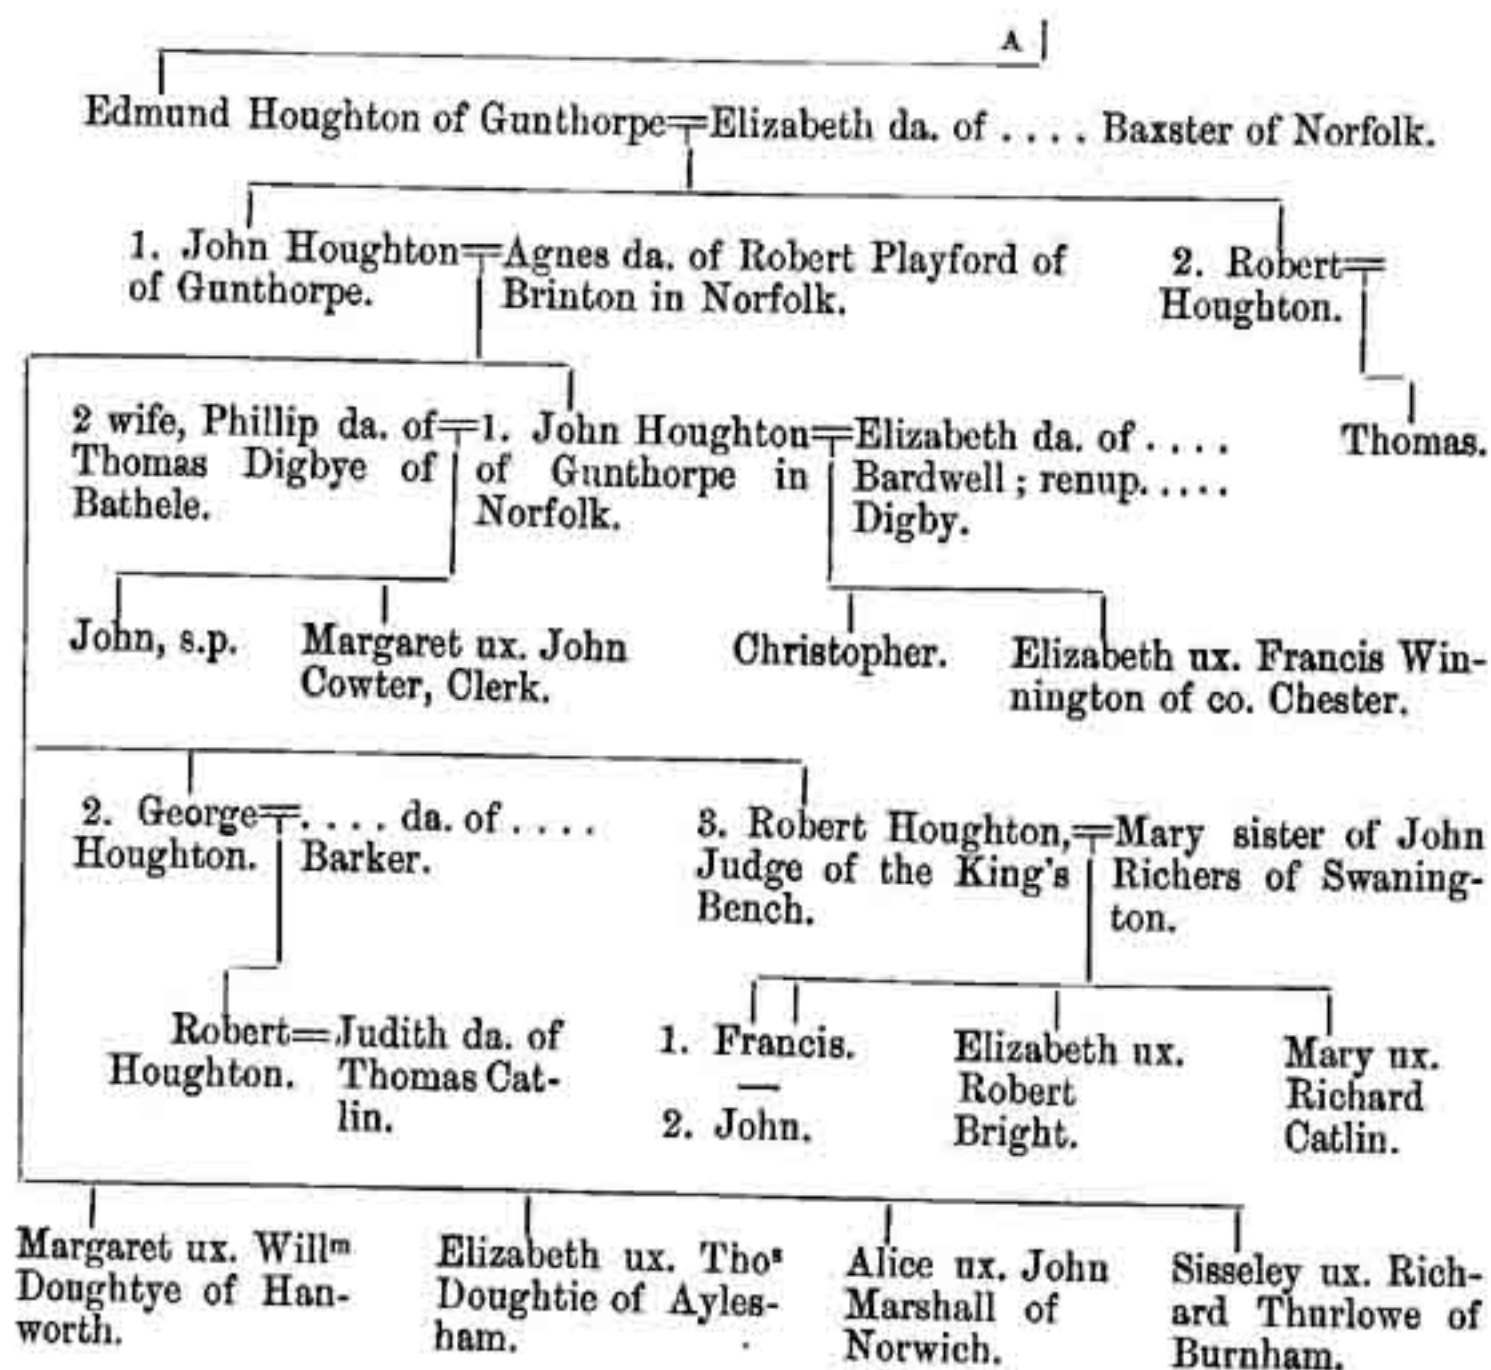 A
Edmund Houghton of Gunthorpe=Elizabeth da. of .... Baxster of Norfolk.
1. John Houghton=Agnes da. of Robert Playford of
of Gunthorpe. Brinton in Norfolk.
2. Robert=
Houghton.
2 wife, Phillip da. of=1. John Houghton=Elizabeth da. of ....
Thomas Digbye of of Gunthorpe in Bardwell; renup.....
Bathele. Norfolk. Digby.
Thomas.
John, s.p.
Margaret ux. John
Cowter, Clerk.
Christopher.
Elizabeth ux. Francis Win-
nington of co. Chester.
2. George=.... da. of ....
Houghton. Barker.
3. Robert Houghton,=Mary sister of John
Judge of the King's Richers of Swaning-
Bench. ton.
Robert=Judith da. of
Houghton. Thomas Cat-
lin.
1. Francis.
—
2. John.
Elizabeth ux.
Robert
Bright.
Mary ux.
Richard
Catlin.
Margaret ux. Willᵐ
Doughtye of Han-
worth.
Elizabeth ux. Thoˢ
Doughtie of Ayles-
ham.
Alice ux. John
Marshall of
Norwich.
Sisseley ux. Rich-
ard Thurlowe of
Burnham.